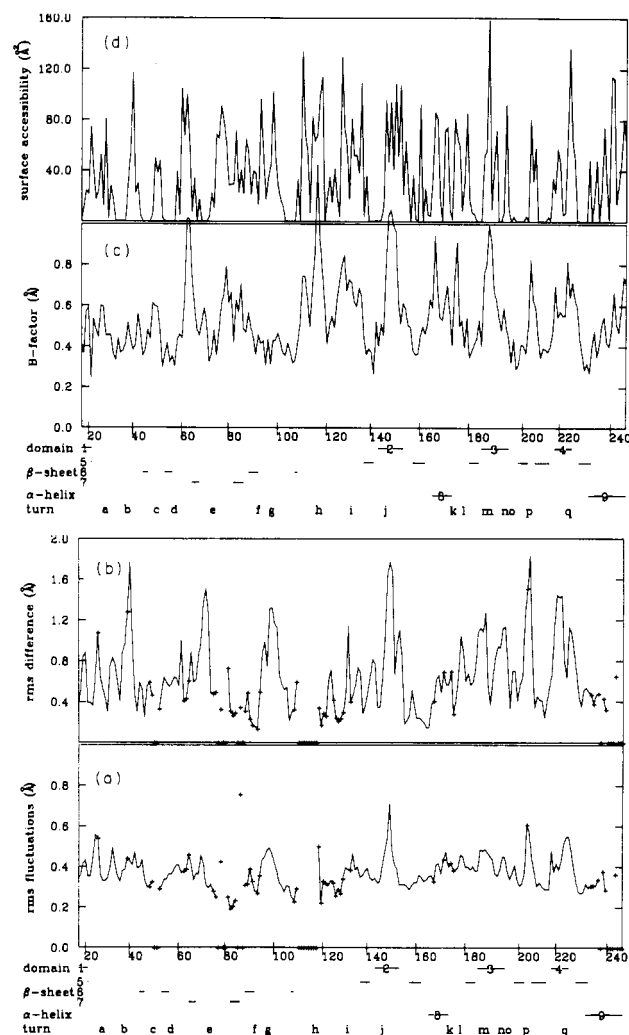 160.0
(d)
120.0
80.0
40.0
surface accessibility (Å²)
(c)
0.8
0.6
0.4
0.2
0.0
B-factor (Å)
20 40 60 80 100 120 140 160 180 200 220 240
domain 1 2 3 4
5
β-sheet 6
7
α-helix 8 9
turn a b c d e f g h i j k l m no p q
2.0
(b)
1.6
1.2
0.8
0.4
rms difference (Å)
(a)
0.8
0.6
0.4
0.2
0.0
rms fluctuations (Å)
20 40 60 80 100 120 140 160 180 200 220 240
domain 1 2 3 4
5
β-sheet 6
7
α-helix 8 9
turn a b c d e f g h i j k l m no p q